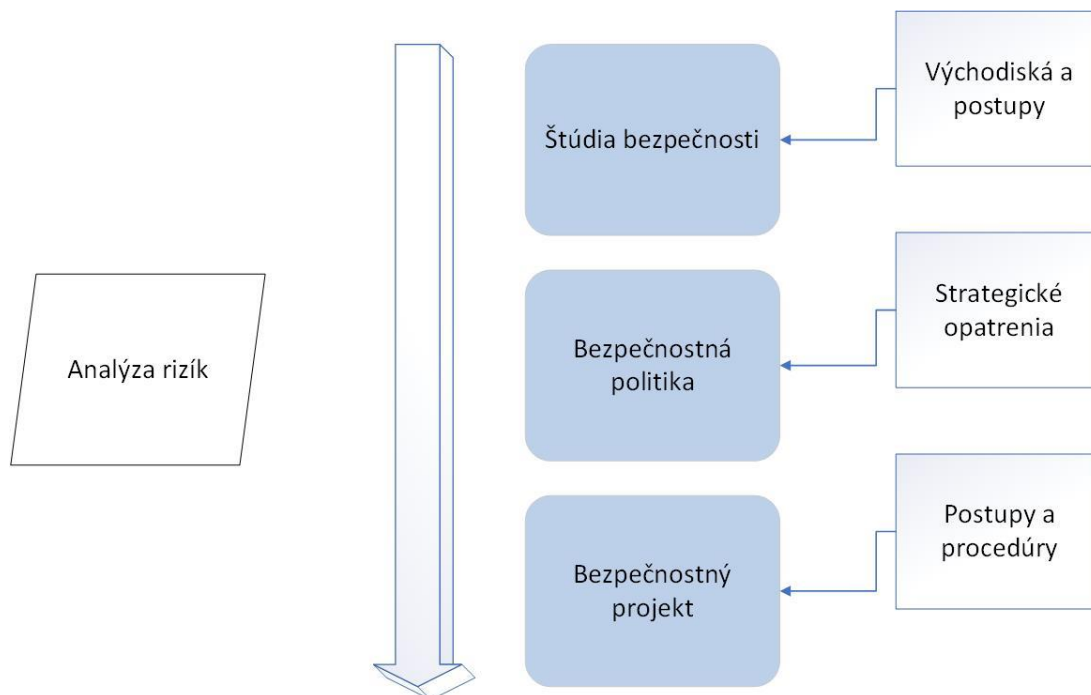 Analýza rizík
Štúdia bezpečnosti
Východiská a
postupy
Bezpečnostná
politika
Strategické
opatrenia
Bezpečnostný
projekt
Postupy a
procedúry